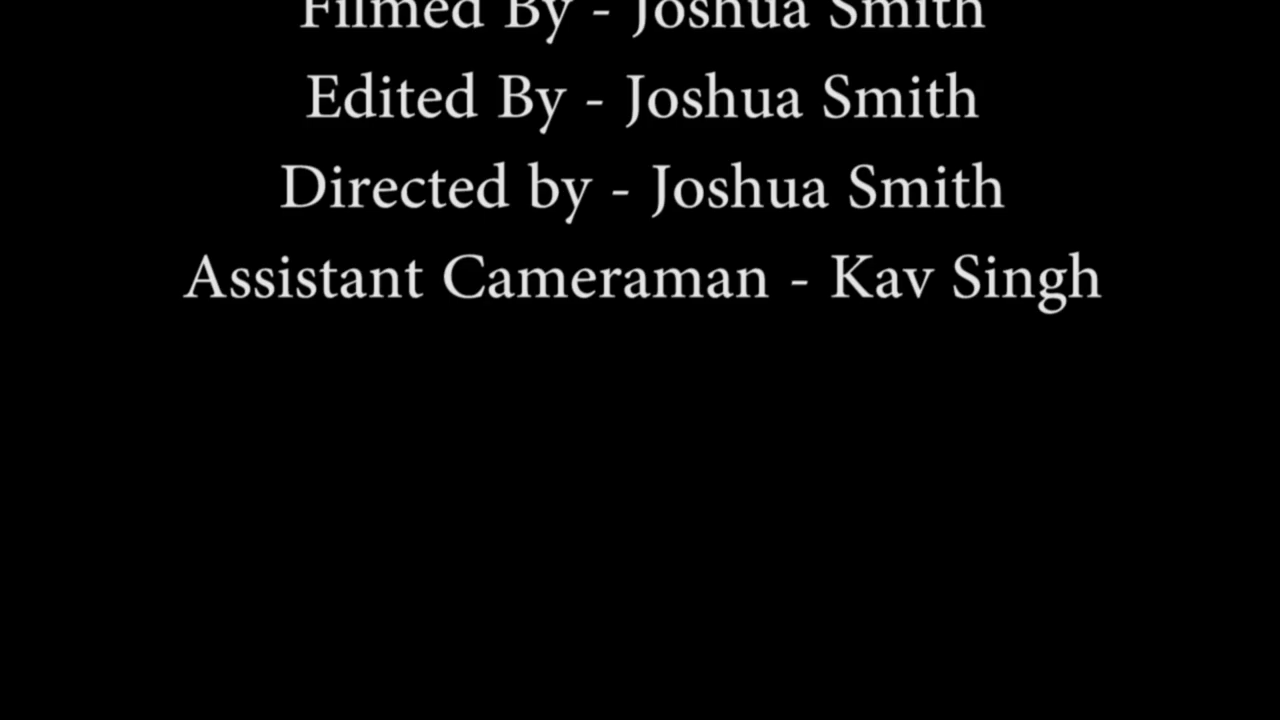 Filmed By - Joshua Smith
Edited By - Joshua Smith
Directed by - Joshua Smith
Assistant Cameraman - Kav Singh